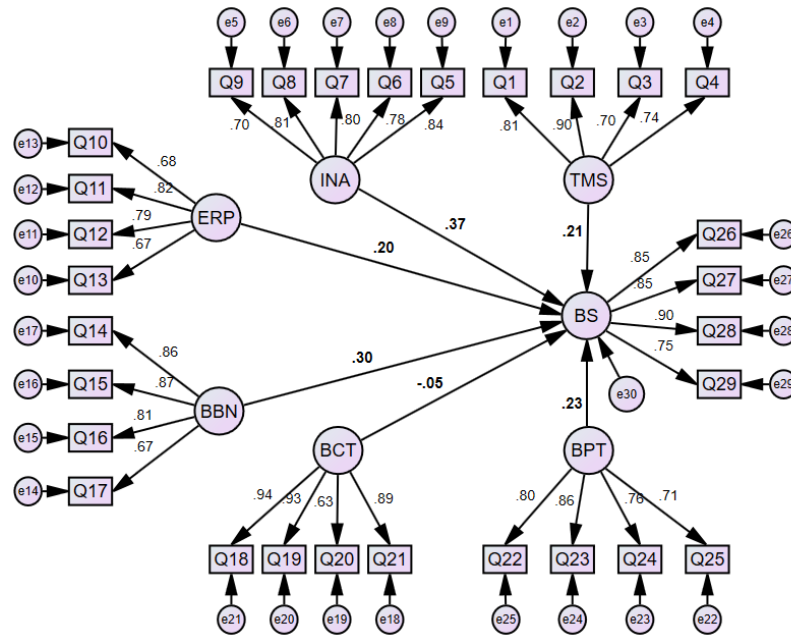 e5 e6 e7 e8 e9 e1 e2 e3 e4
Q9 Q8 Q7 Q6 Q5 Q1 Q2 Q3 Q4
.70 .81 .80 .78 .84 .81 .90 .70 .74
e13 Q10
.68
e12 Q11
.82
e11 Q12
.79
e10 Q13
.67
ERP INA TMS
.37
.20
.21
Q26 e26
.85
Q27 e27
.85
Q28 e28
.90
Q29 e29
.75
BS
e30
e17 Q14
.86
e16 Q15
.87
e15 Q16
.81
e14 Q17
.67
BBN
.30
-.05
.23
BCT BPT
.94 .93 .63 .89 .80 .86 .76 .71
Q18 Q19 Q20 Q21 Q22 Q23 Q24 Q25
e21 e20 e19 e18 e25 e24 e23 e22